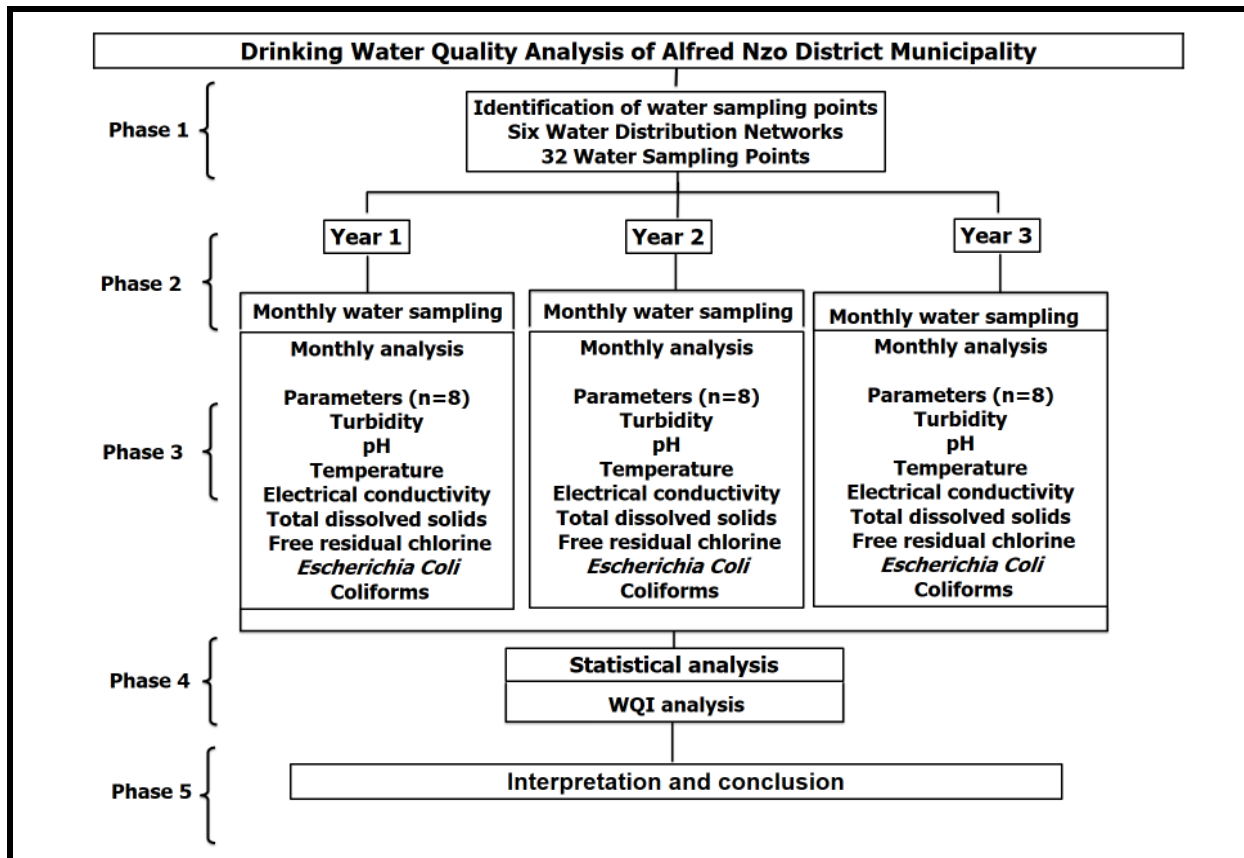 Drinking Water Quality Analysis of Alfred Nzo District Municipality
Phase 1
Identification of water sampling points
Six Water Distribution Networks
32 Water Sampling Points
Phase 2
Year 1
Year 2
Year 3
Monthly water sampling
Monthly water sampling
Monthly water sampling
Phase 3
Monthly analysis
Parameters (n=8)
Turbidity
pH
Temperature
Electrical conductivity
Total dissolved solids
Free residual chlorine
Escherichia Coli
Coliforms
Monthly analysis
Parameters (n=8)
Turbidity
pH
Temperature
Electrical conductivity
Total dissolved solids
Free residual chlorine
Escherichia Coli
Coliforms
Monthly analysis
Parameters (n=8)
Turbidity
pH
Temperature
Electrical conductivity
Total dissolved solids
Free residual chlorine
Escherichia Coli
Coliforms
Phase 4
Statistical analysis
WQI analysis
Phase 5
Interpretation and conclusion